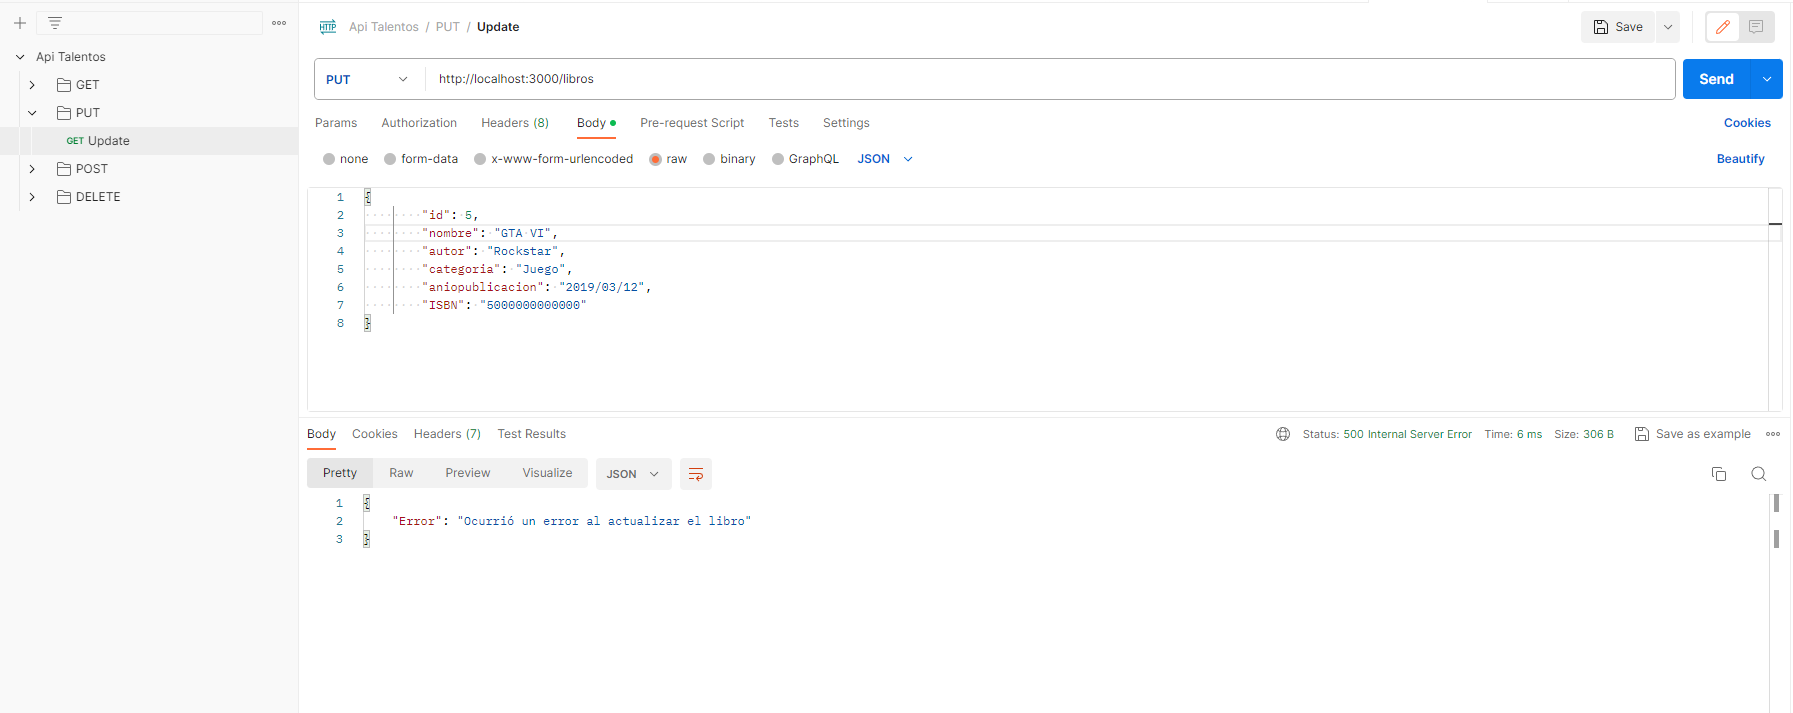 Api Talentos
GET
PUT
GET Update
POST
DELETE
HTTP Api Talentos / PUT / Update
Save
PUT http://localhost:3000/libros
Send
Params Authorization Headers (8) Body Pre-request Script Tests Settings Cookies
none form-data x-www-form-urlencoded raw binary GraphQL JSON Beautify
1 {
2 "id": 5,
3 "nombre": "GTA VI",
4 "autor": "Rockstar",
5 "categoria": "Juego",
6 "aniopublicacion": "2019/03/12",
7 "ISBN": "5000000000000"
8 }
Body Cookies Headers (7) Test Results Status: 500 Internal Server Error Time: 6 ms Size: 306 B Save as example
Pretty Raw Preview Visualize JSON
1 {
2 "Error": "Ocurrió un error al actualizar el libro"
3 }